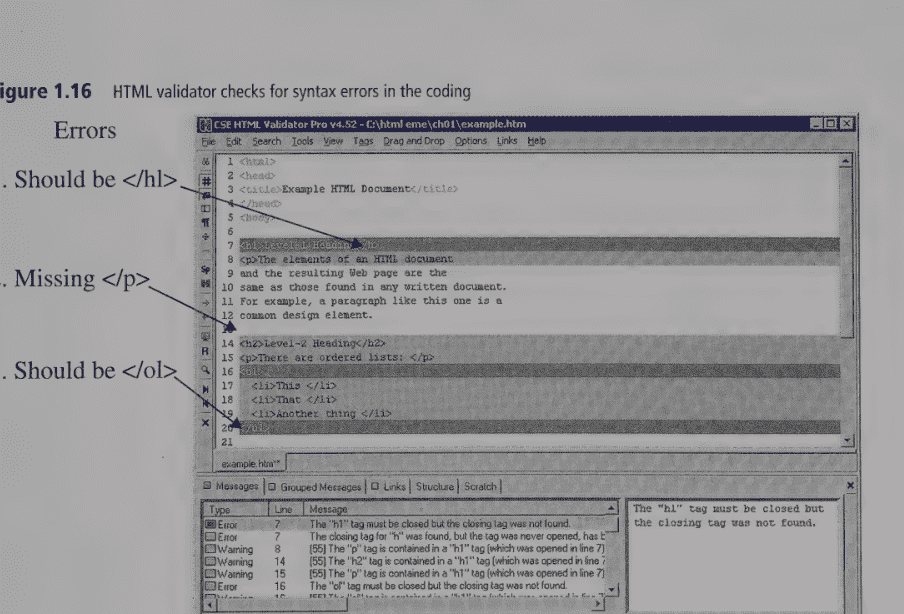 igure 1.16 HTML validator checks for syntax errors in the coding
Errors
. Should be </hl>
. Missing </p>
. Should be </ol>
CSE HTML Validator Pro v4.52 - C:\html eme\ch01\example.htm
File Edit Search Tools View Tags Drag and Drop Options Links Help
1 <html>
2 <head>
3 <title>Example HTML Document</title>
4 </head>
5 <body>
6
7 <h1>Level-1 Heading</h>
8 <p>The elements of an HTML document
9 and the resulting Web page are the
10 same as those found in any written document.
11 For example, a paragraph like this one is a
12 common design element.
13
14 <h2>Level-2 Heading</h2>
15 <p>There are ordered lists: </p>
16
17 <li>This </li>
18 <li>That </li>
19 <li>Another thing </li>
20 </ul>
21
example.htm*
Messages Grouped Messages Links Structure Scratch
Type Line Message
Error 7 The "h1" tag must be closed but the closing tag was not found.
Error 7 The closing tag for "h" was found, but the tag was never opened, has b
Warning 8 [55] The "p" tag is contained in a "h1" tag (which was opened in line 7)
Warning 14 [55] The "h2" tag is contained in a "h1" tag (which was opened in line 7
Warning 15 [55] The "p" tag is contained in a "h1" tag (which was opened in line 7)
Error 16 The "ol" tag must be closed but the closing tag was not found.
The "h1" tag must be closed but
the closing tag was not found.